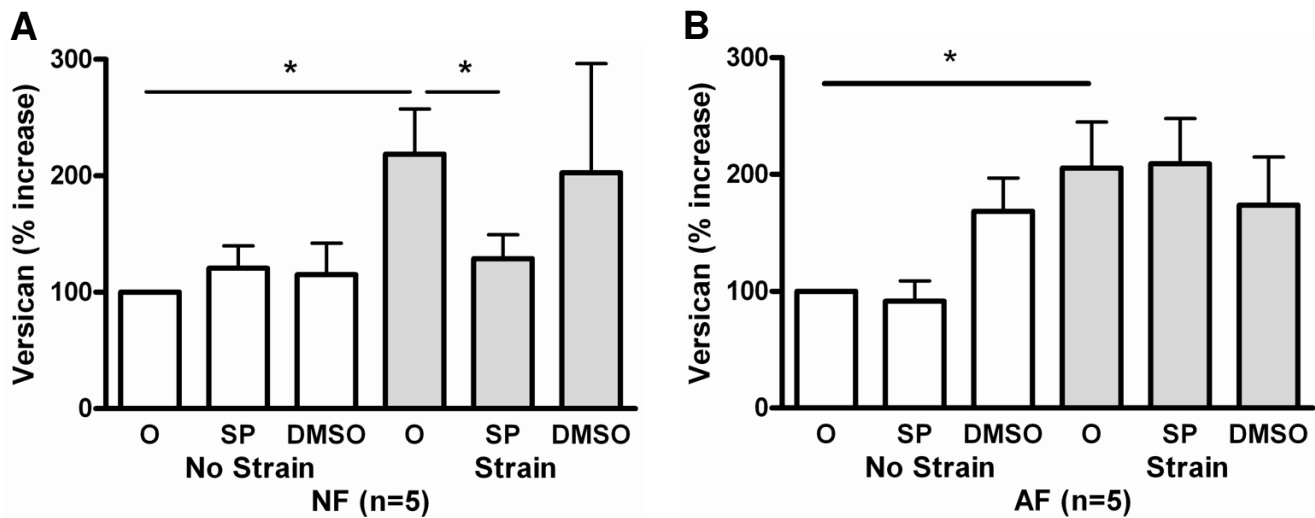 A
Versican (% increase)
300
200
100
0
* *
O SP DMSO O SP DMSO
No Strain Strain
NF (n=5)
B
Versican (% increase)
300
200
100
0
*
O SP DMSO O SP DMSO
No Strain Strain
AF (n=5)